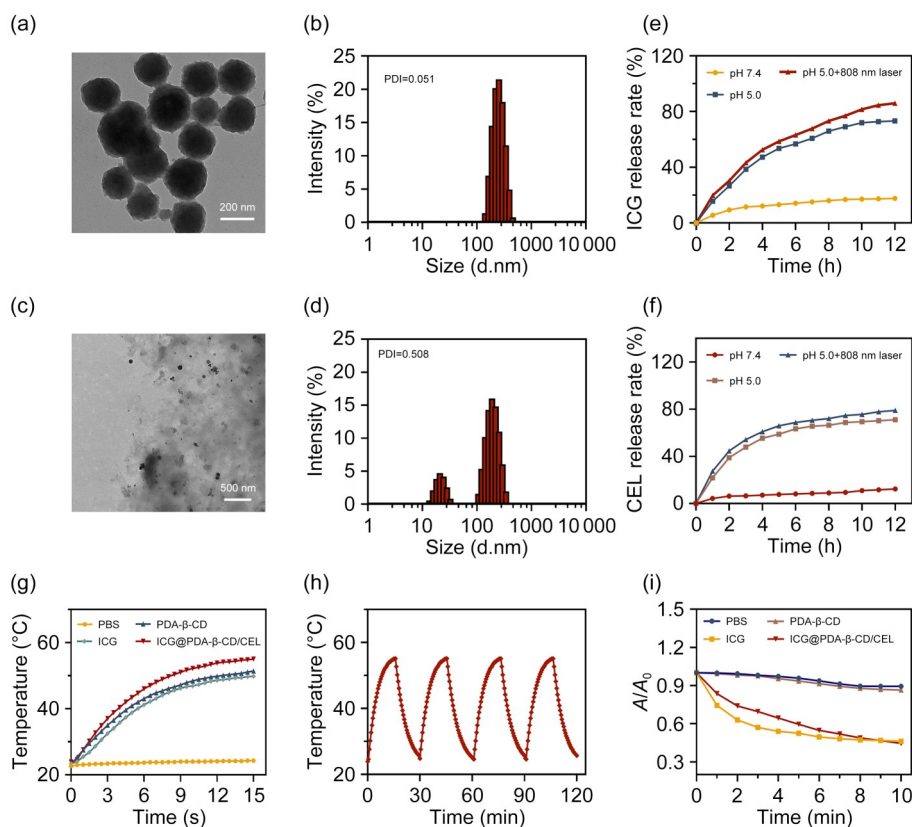 (a)
200 nm
(b)
PDI=0.051
Intensity (%)
25
20
15
10
5
0
1
10
100
1000
10 000
Size (d.nm)
(e)
pH 7.4
pH 5.0+808 nm laser
pH 5.0
ICG release rate (%)
120
80
40
0
0
2
4
6
8
10
12
Time (h)
(c)
500 nm
(d)
PDI=0.508
Intensity (%)
25
20
15
10
5
0
1
10
100
1000
10 000
Size (d.nm)
(f)
pH 7.4
pH 5.0+808 nm laser
pH 5.0
CEL release rate (%)
120
80
40
0
0
2
4
6
8
10
12
Time (h)
(g)
PBS
PDA-β-CD
ICG
ICG@PDA-β-CD/CEL
Temperature (°C)
80
60
40
20
0
3
6
9
12
15
Time (s)
(h)
Temperature (°C)
80
60
40
20
0
30
60
90
120
Time (min)
(i)
PBS
PDA-β-CD
ICG
ICG@PDA-β-CD/CEL
A/A₀
1.5
1.2
0.9
0.6
0.3
0
2
4
6
8
10
Time (min)